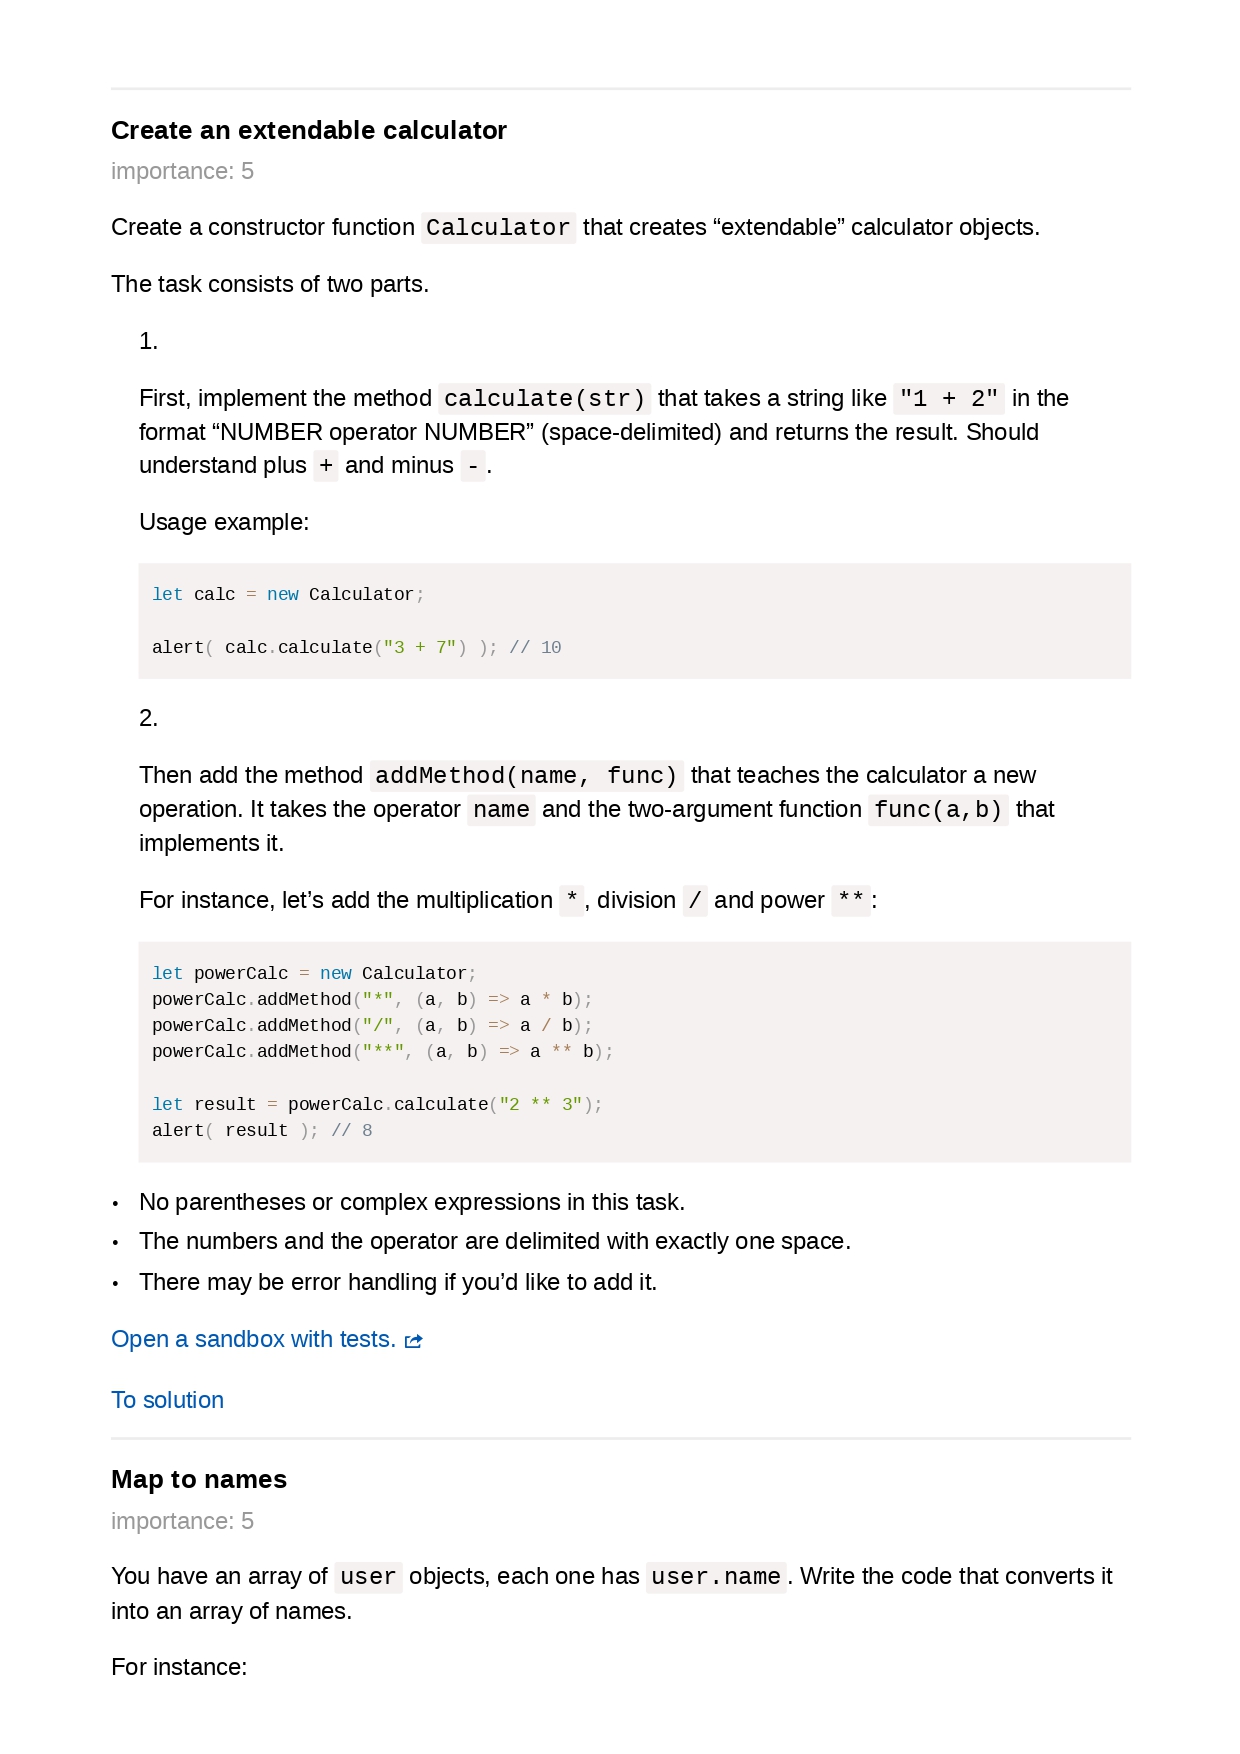 Create an extendable calculator
importance: 5
Create a constructor function Calculator that creates “extendable” calculator objects.
The task consists of two parts.
1.
First, implement the method calculate(str) that takes a string like "1 + 2" in the
format “NUMBER operator NUMBER” (space-delimited) and returns the result. Should
understand plus + and minus -.
Usage example:
let calc = new Calculator;
alert( calc.calculate("3 + 7") ); // 10
2.
Then add the method addMethod(name, func) that teaches the calculator a new
operation. It takes the operator name and the two-argument function func(a,b) that
implements it.
For instance, let’s add the multiplication *, division / and power **:
let powerCalc = new Calculator;
powerCalc.addMethod("*", (a, b) => a * b);
powerCalc.addMethod("/", (a, b) => a / b);
powerCalc.addMethod("**", (a, b) => a ** b);
let result = powerCalc.calculate("2 ** 3");
alert( result ); // 8
• No parentheses or complex expressions in this task.
• The numbers and the operator are delimited with exactly one space.
• There may be error handling if you’d like to add it.
Open a sandbox with tests.
To solution
Map to names
importance: 5
You have an array of user objects, each one has user.name. Write the code that converts it
into an array of names.
For instance: